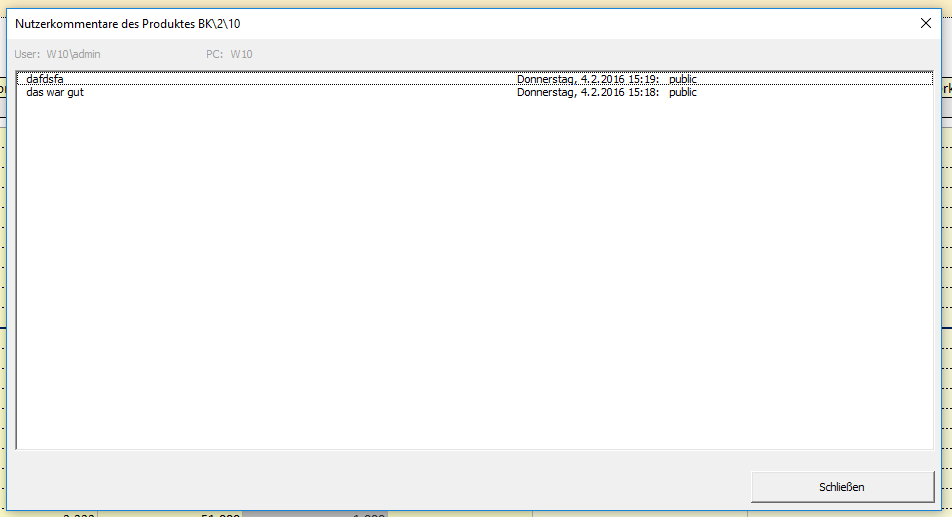 Nutzerkommentare des Produktes BK\2\10
User: W10\admin PC: W10
dafdsfa Donnerstag, 4.2.2016 15:19: public
das war gut Donnerstag, 4.2.2016 15:18: public
Schließen